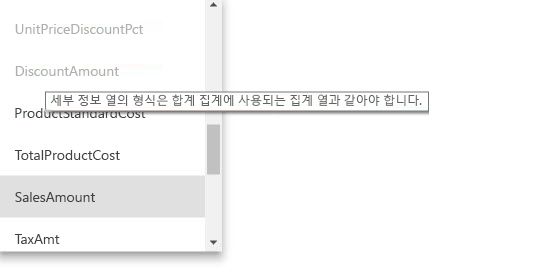 UnitPriceDiscountPct
DiscountAmount
세부 정보 열의 형식은 합계 집계에 사용되는 집계 열과 같아야 합니다.
ProductStandardCost
TotalProductCost
SalesAmount
TaxAmt